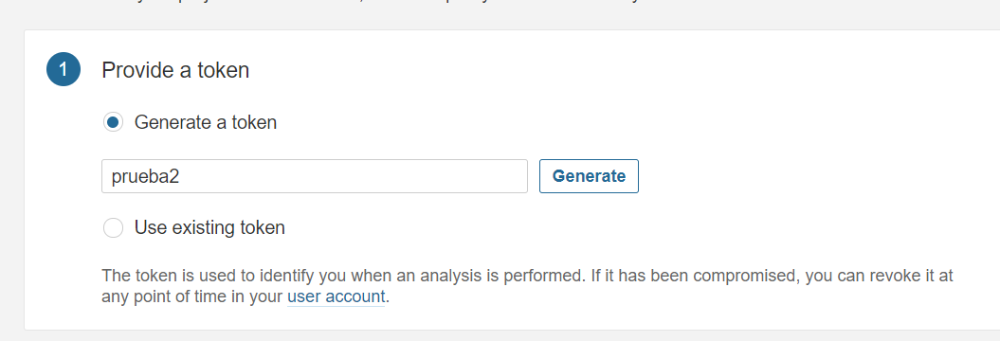 1 Provide a token
Generate a token
prueba2 Generate
Use existing token
The token is used to identify you when an analysis is performed. If it has been compromised, you can revoke it at
any point of time in your user account.